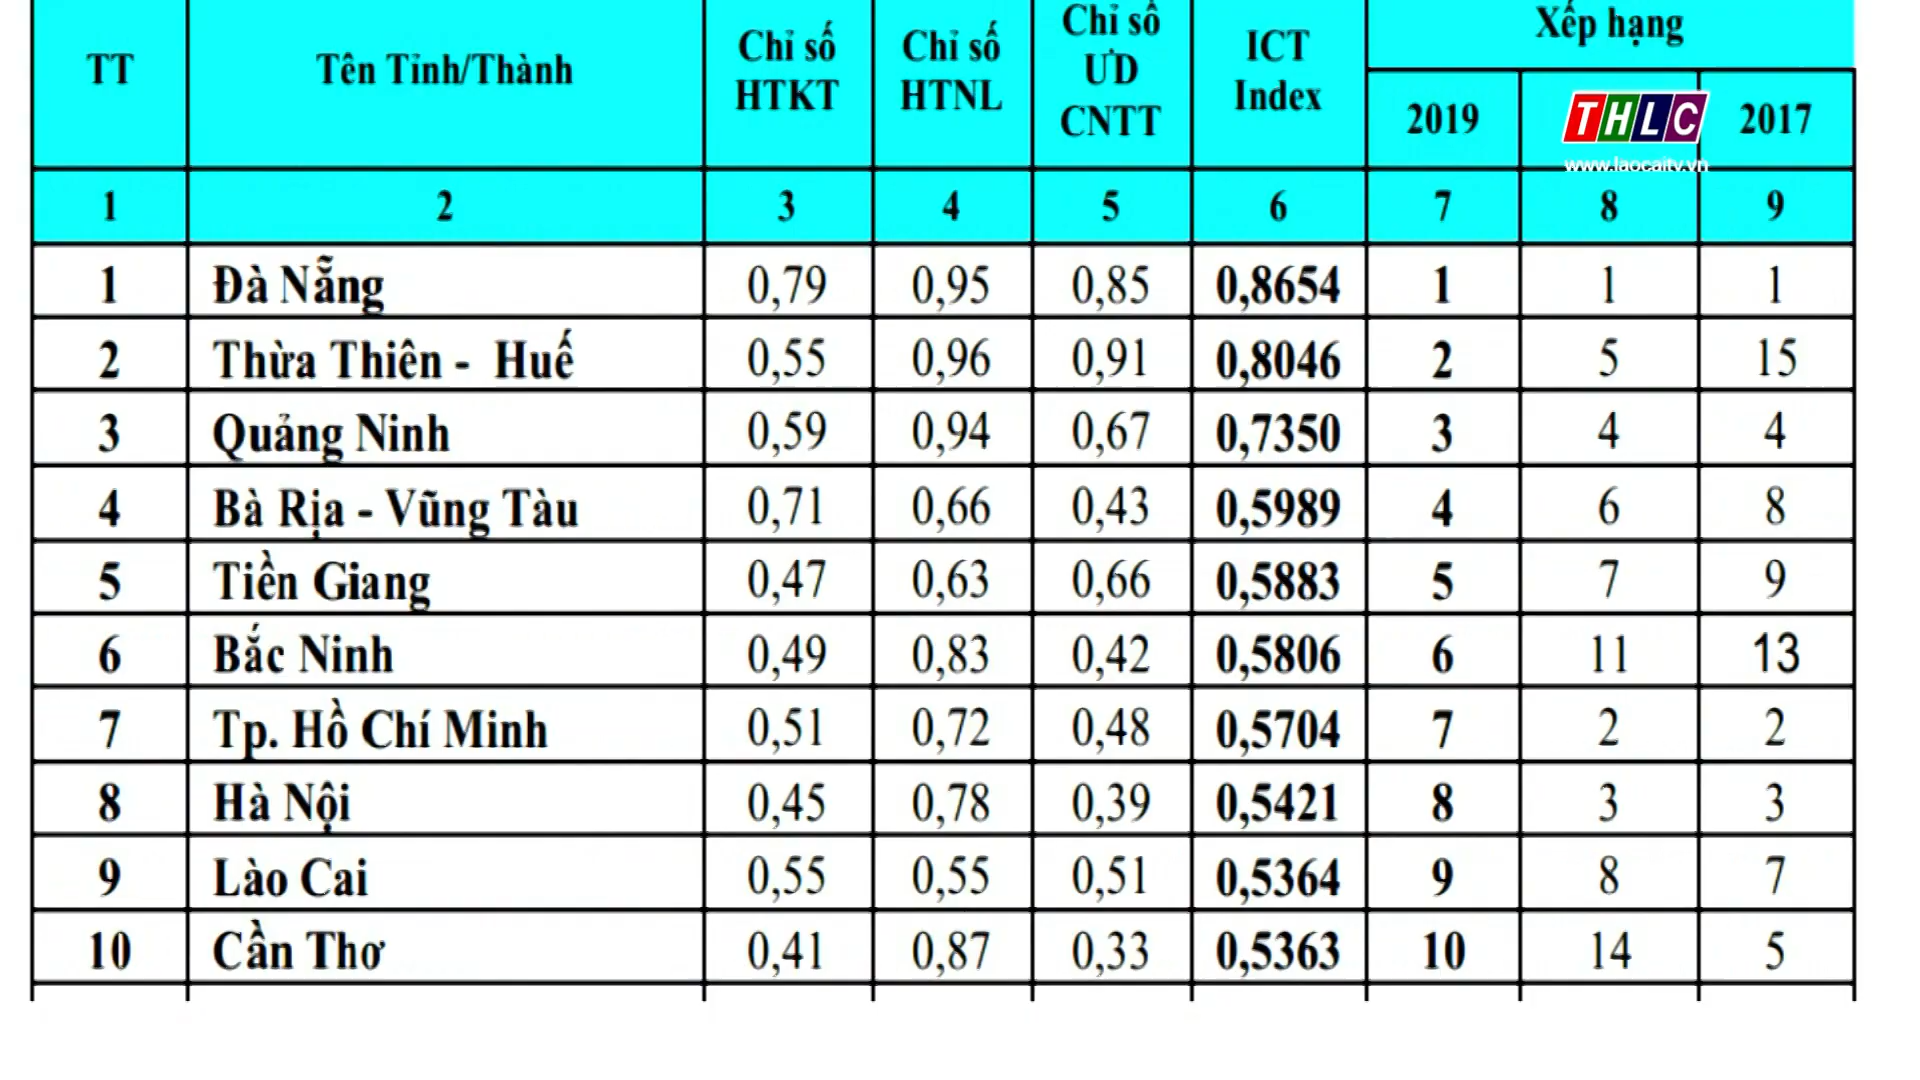 TT Tên Tỉnh/Thành Chỉ số HTKT Chỉ số HTNL Chỉ số ƯD CNTT ICT Index Xếp hạng
2019 2017
THLC
www.laocaitv.vn
1 2 3 4 5 6 7 8 9
1 Đà Nẵng 0,79 0,95 0,85 0,8654 1 1 1
2 Thừa Thiên - Huế 0,55 0,96 0,91 0,8046 2 5 15
3 Quảng Ninh 0,59 0,94 0,67 0,7350 3 4 4
4 Bà Rịa - Vũng Tàu 0,71 0,66 0,43 0,5989 4 6 8
5 Tiền Giang 0,47 0,63 0,66 0,5883 5 7 9
6 Bắc Ninh 0,49 0,83 0,42 0,5806 6 11 13
7 Tp. Hồ Chí Minh 0,51 0,72 0,48 0,5704 7 2 2
8 Hà Nội 0,45 0,78 0,39 0,5421 8 3 3
9 Lào Cai 0,55 0,55 0,51 0,5364 9 8 7
10 Cần Thơ 0,41 0,87 0,33 0,5363 10 14 5